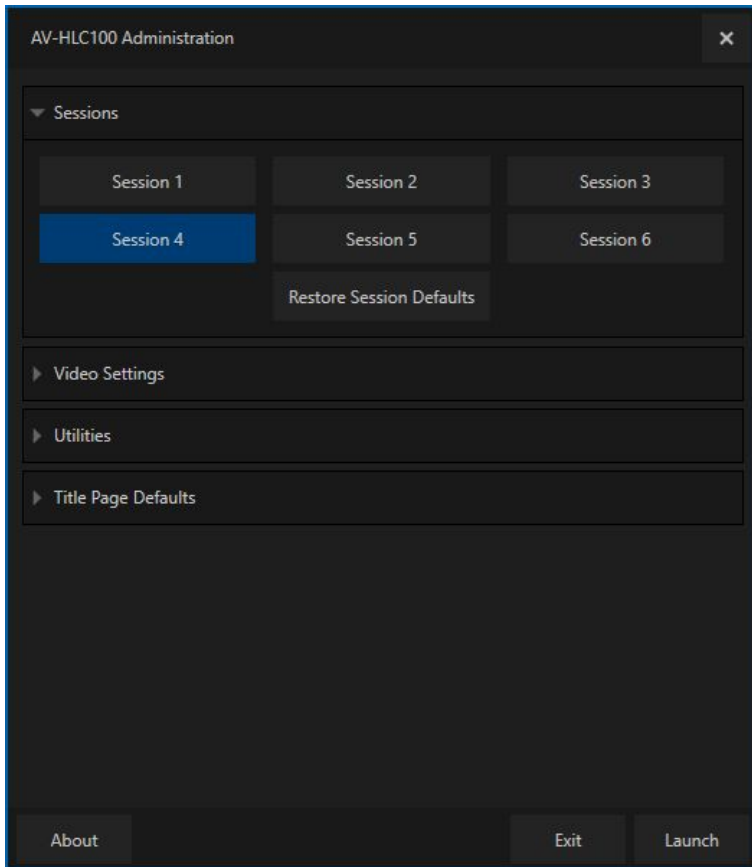 AV-HLC100 Administration
Sessions
Session 1 Session 2 Session 3
Session 4 Session 5 Session 6
Restore Session Defaults
Video Settings
Utilities
Title Page Defaults
About Exit Launch